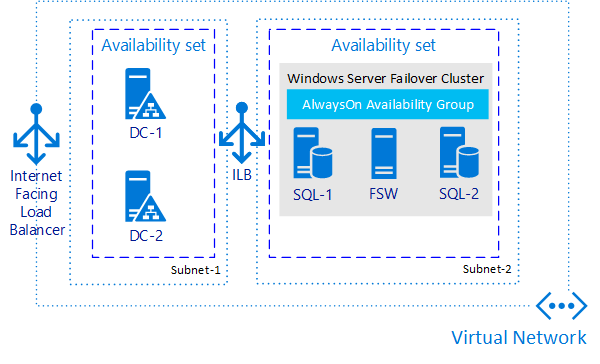 Availability set
DC-1
DC-2
Subnet-1
Internet
Facing
Load
Balancer
ILB
Availability set
Windows Server Failover Cluster
AlwaysOn Availability Group
SQL-1
FSW
SQL-2
Subnet-2
Virtual Network